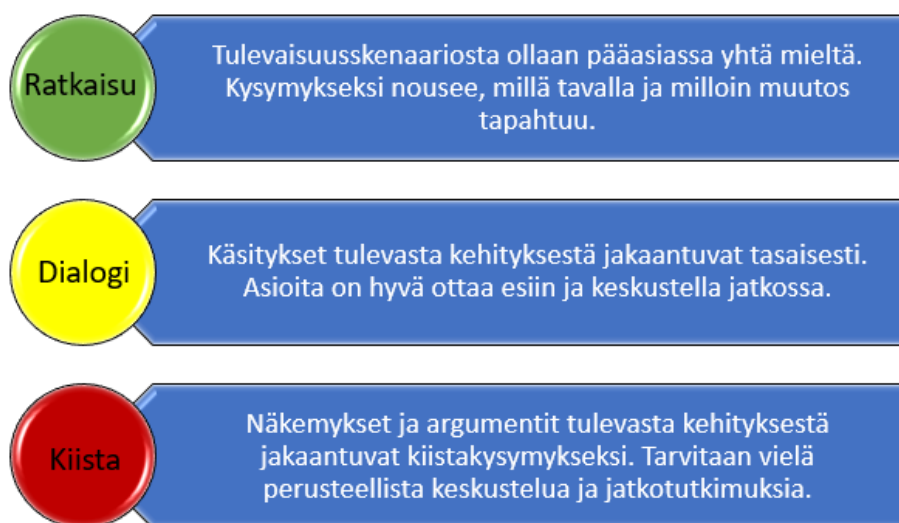 Ratkaisu
Tulevaisuusskenaariosta ollaan pääasiassa yhtä mieltä.
Kysymykseksi nousee, millä tavalla ja milloin muutos
tapahtuu.
Dialogi
Käsitykset tulevasta kehityksestä jakaantuvat tasaisesti.
Asioita on hyvä ottaa esiin ja keskustella jatkossa.
Kiista
Näkemykset ja argumentit tulevasta kehityksestä
jakaantuvat kiistakysymykseksi. Tarvitaan vielä
perusteellista keskustelua ja jatkotutkimuksia.